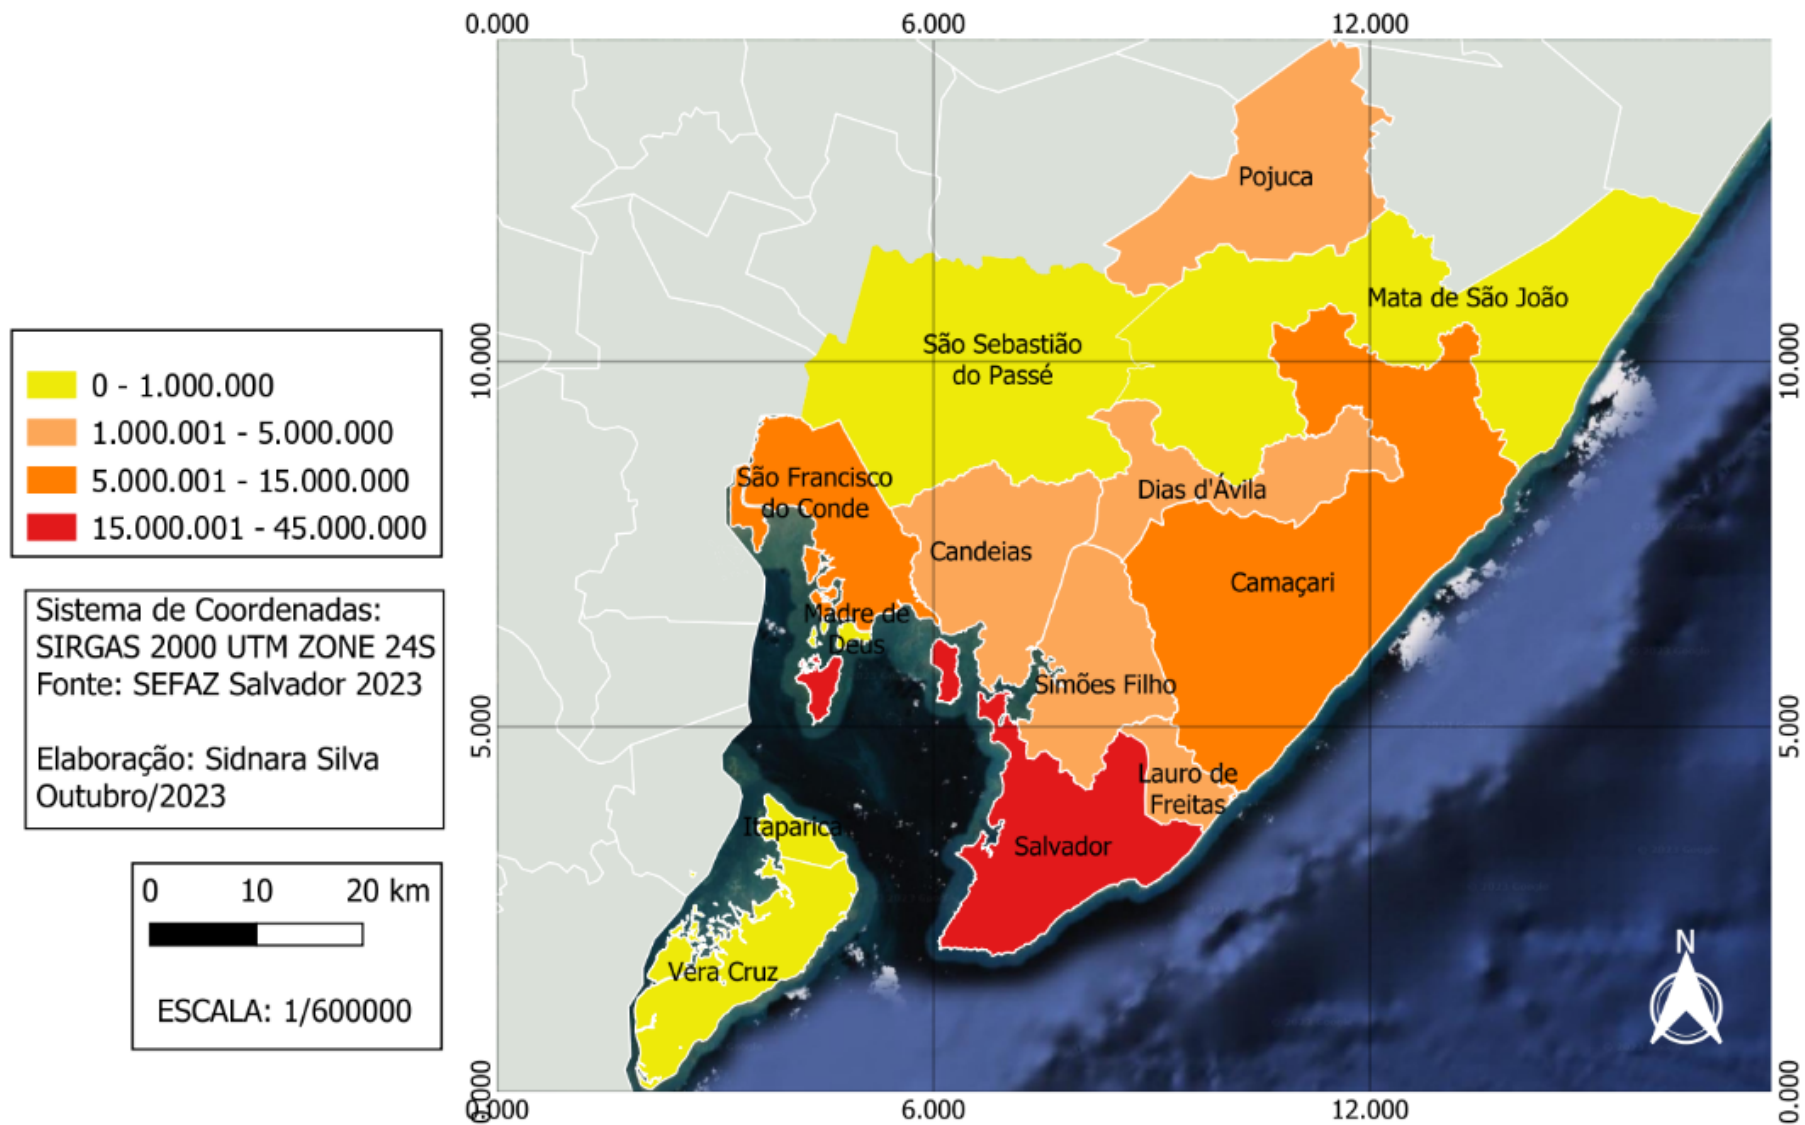 0.000
6.000
12.000
Pojuca
Mata de São João
São Sebastião
do Passé
10.000
10.000
0 - 1.000.000
1.000.001 - 5.000.000
5.000.001 - 15.000.000
15.000.001 - 45.000.000
São Francisco
do Conde
Dias d'Ávila
Candeias
Camaçari
Madre de
Deus
Simões Filho
Sistema de Coordenadas:
SIRGAS 2000 UTM ZONE 24S
Fonte: SEFAZ Salvador 2023
Elaboração: Sidnara Silva
Outubro/2023
5.000
5.000
Lauro de
Freitas
Itaparica
Salvador
0 10 20 km
ESCALA: 1/600000
Vera Cruz
N
0.000
0.000
0.000
6.000
12.000